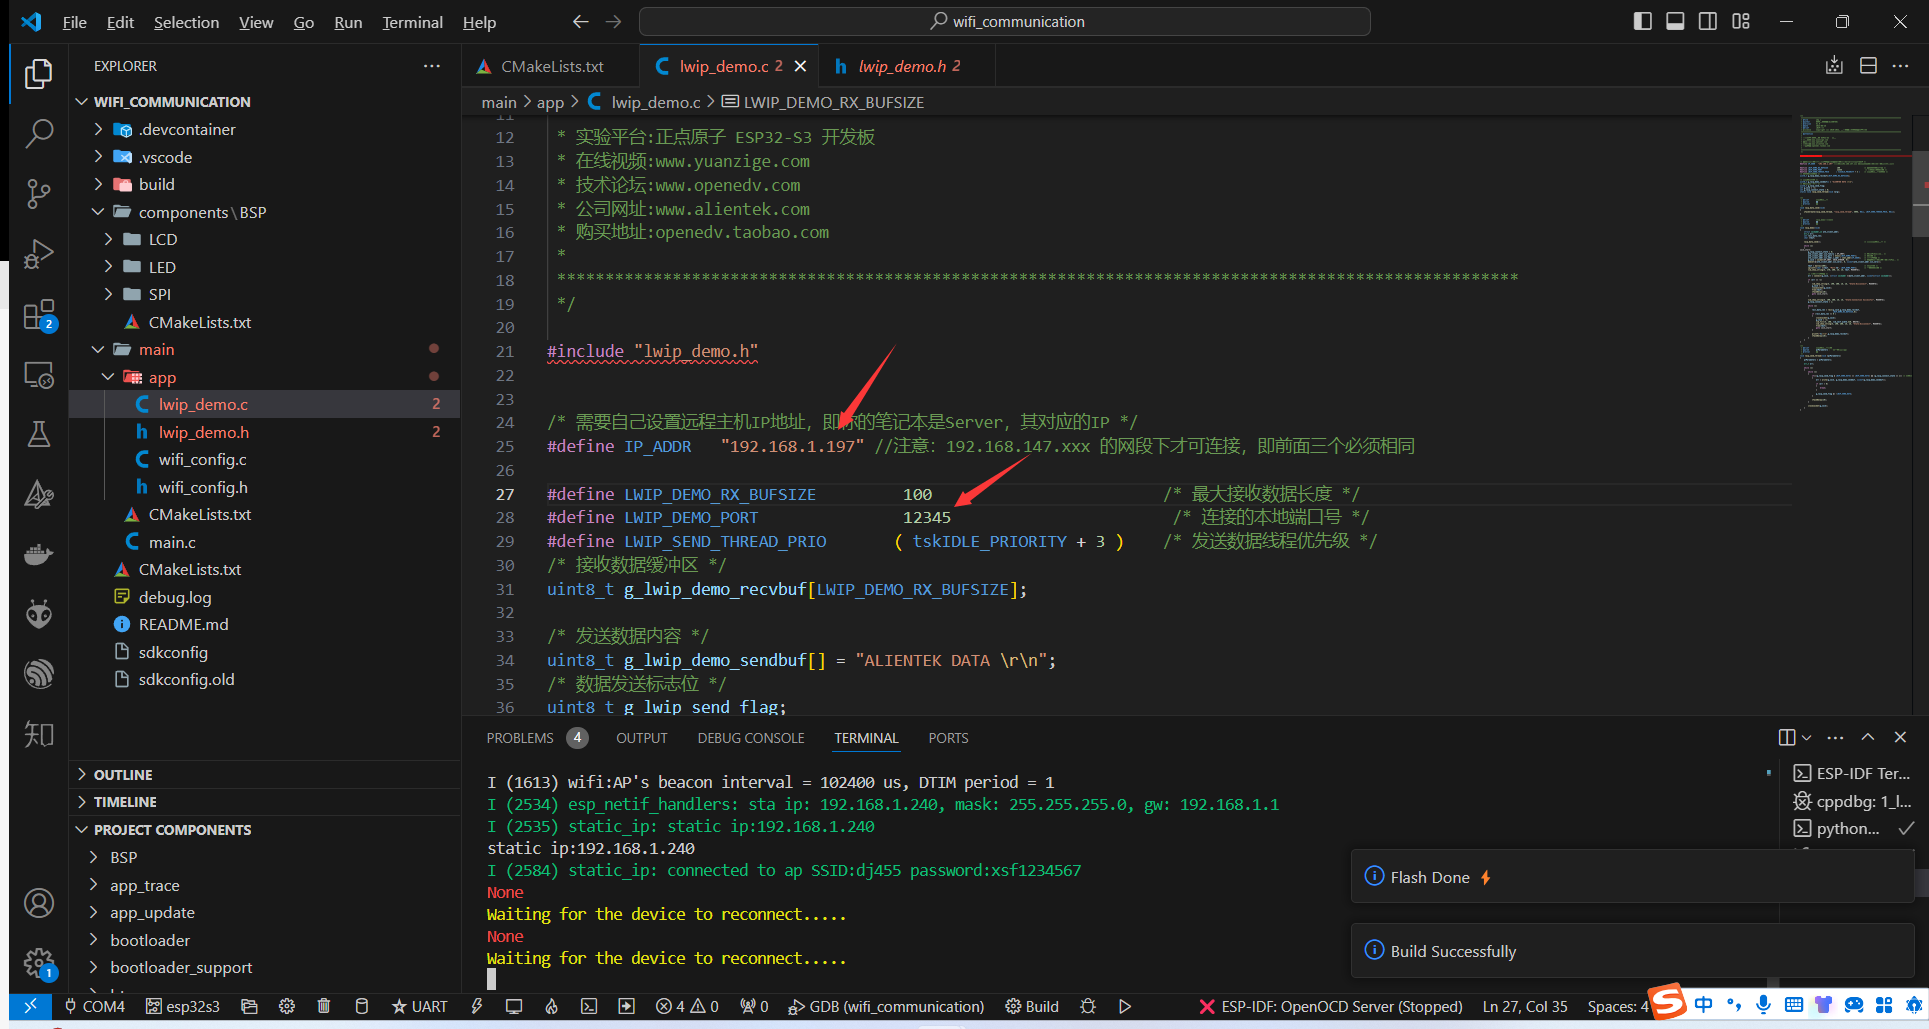 File Edit Selection View Go Run Terminal Help
wifi_communication
EXPLORER
WIFI_COMMUNICATION
.devcontainer
.vscode
build
components\BSP
LCD
LED
SPI
CMakeLists.txt
main
app
lwip_demo.c 2
lwip_demo.h 2
wifi_config.c
wifi_config.h
CMakeLists.txt
main.c
CMakeLists.txt
debug.log
README.md
sdkconfig
sdkconfig.old
OUTLINE
TIMELINE
PROJECT COMPONENTS
BSP
app_trace
app_update
bootloader
bootloader_support
2
知
1
CMakeLists.txt
lwip_demo.c 2
lwip_demo.h 2
main > app > lwip_demo.c > LWIP_DEMO_RX_BUFSIZE
11
12 * 实验平台:正点原子 ESP32-S3 开发板
13 * 在线视频:www.yuanzige.com
14 * 技术论坛:www.openedv.com
15 * 公司网址:www.alientek.com
16 * 购买地址:openedv.taobao.com
17 *
18 ****************************************************************************************************
19 */
20
21 #include "lwip_demo.h"
22
23
24 /* 需要自己设置远程主机IP地址，即你的笔记本是Server，其对应的IP */
25 #define IP_ADDR "192.168.1.197" //注意：192.168.147.xxx 的网段下才可连接，即前面三个必须相同
26
27 #define LWIP_DEMO_RX_BUFSIZE 100 /* 最大接收数据长度 */
28 #define LWIP_DEMO_PORT 12345 /* 连接的本地端口号 */
29 #define LWIP_SEND_THREAD_PRIO ( tskIDLE_PRIORITY + 3 ) /* 发送数据线程优先级 */
30 /* 接收数据缓冲区 */
31 uint8_t g_lwip_demo_recvbuf[LWIP_DEMO_RX_BUFSIZE];
32
33 /* 发送数据内容 */
34 uint8_t g_lwip_demo_sendbuf[] = "ALIENTEK DATA \r\n";
35 /* 数据发送标志位 */
36 uint8_t g_lwip_send_flag;
PROBLEMS 4 OUTPUT DEBUG CONSOLE TERMINAL PORTS
I (1613) wifi:AP's beacon interval = 102400 us, DTIM period = 1
I (2534) esp_netif_handlers: sta ip: 192.168.1.240, mask: 255.255.255.0, gw: 192.168.1.1
I (2535) static_ip: static ip:192.168.1.240
static ip:192.168.1.240
I (2584) static_ip: connected to ap SSID:dj455 password:xsf1234567
None
Waiting for the device to reconnect.....
None
Waiting for the device to reconnect.....
ESP-IDF Ter...
cppdbg: 1_l...
python...
Flash Done
Build Successfully
COM4 esp32s3 UART 4 0 0 GDB (wifi_communication) Build ESP-IDF: OpenOCD Server (Stopped) Ln 27, Col 35 Spaces: 4
S 中